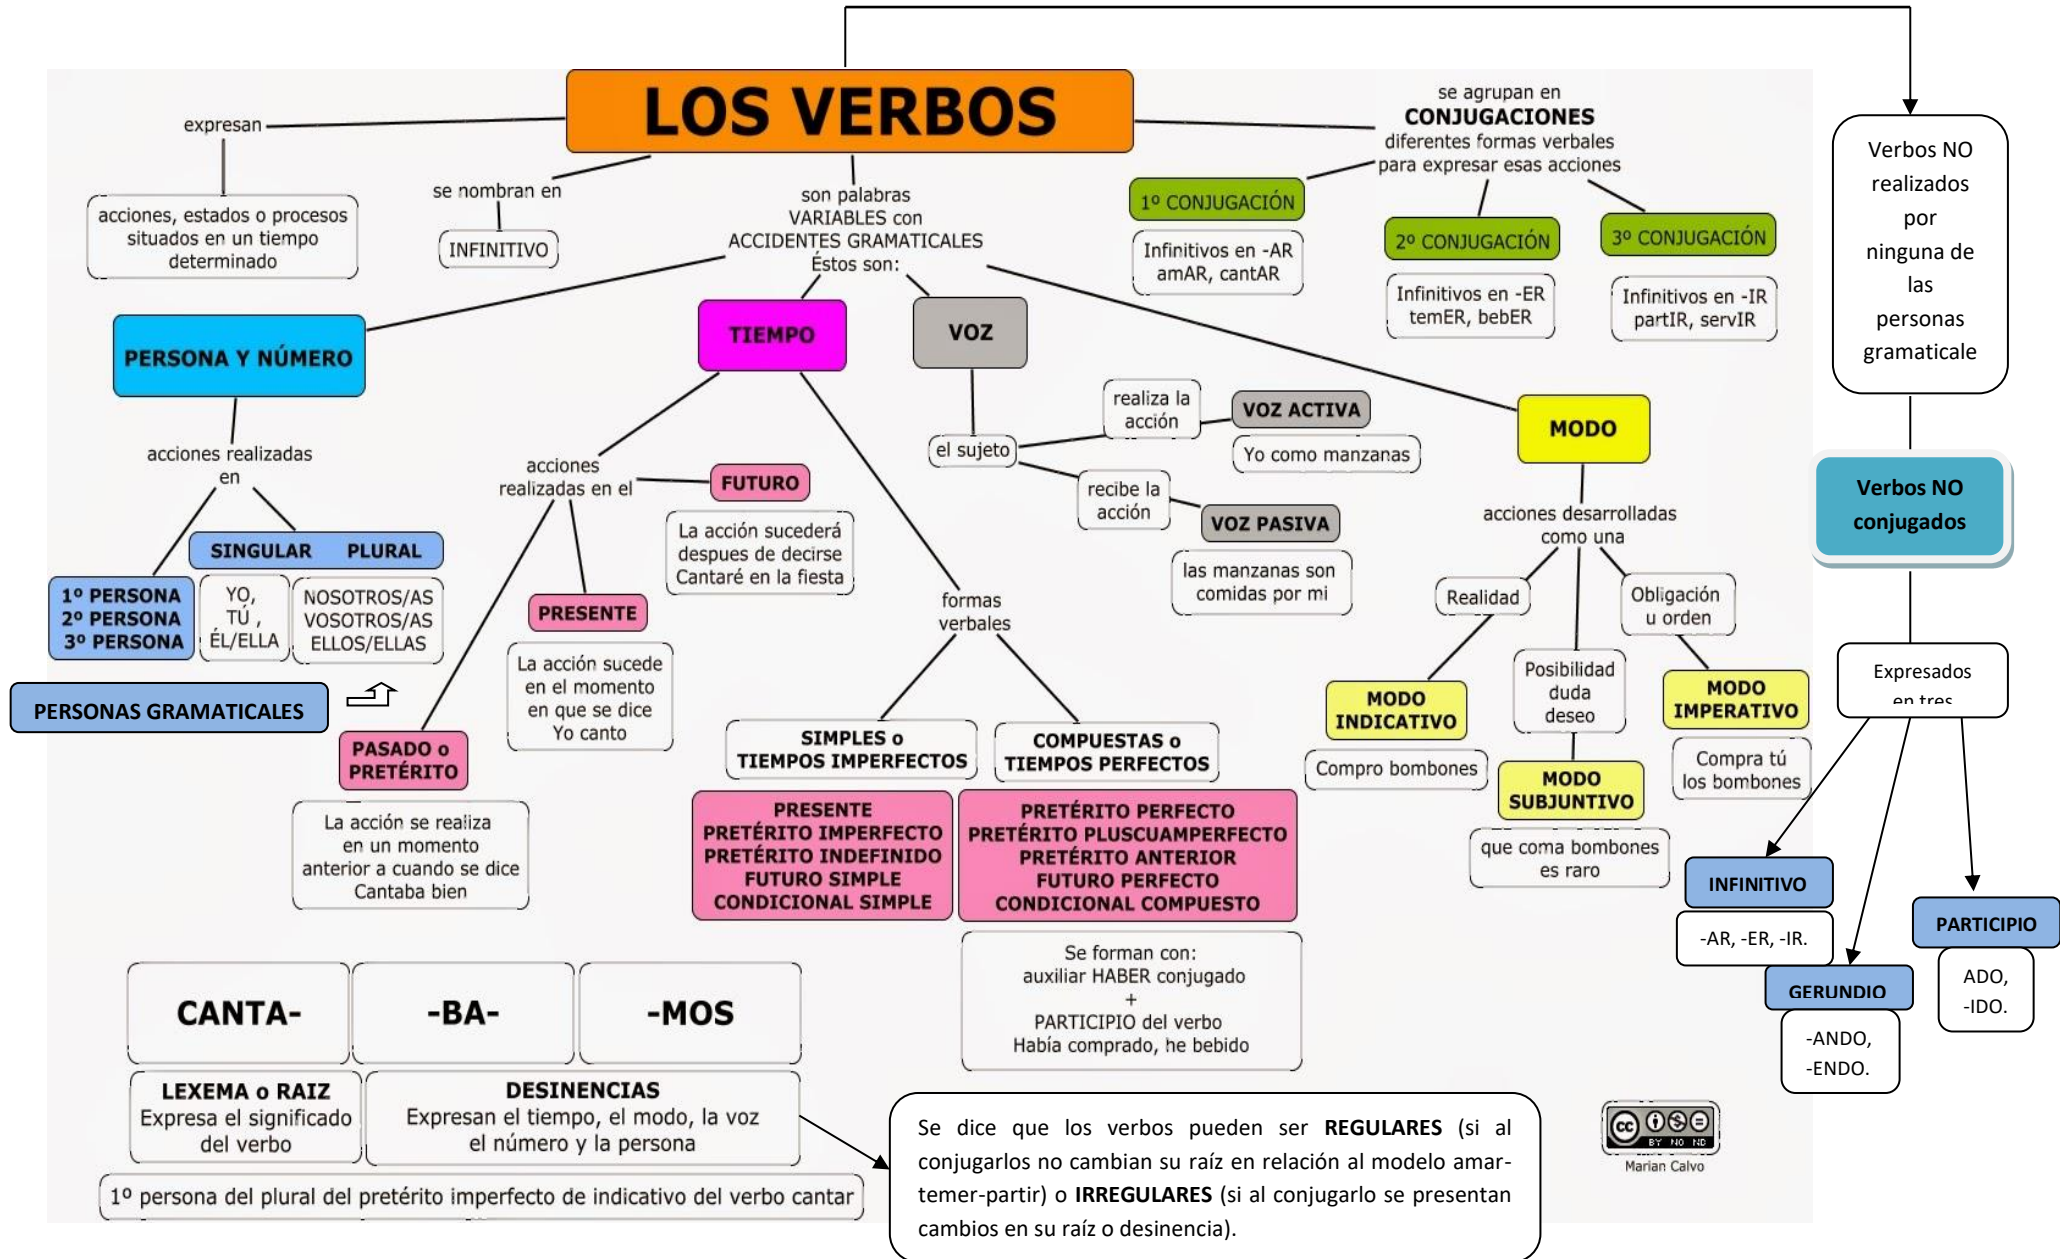 LOS VERBOS
expresan
acciones, estados o procesos
situados en un tiempo
determinado
se nombran en
INFINITIVO
son palabras
VARIABLES con
ACCIDENTES GRAMATICALES
Éstos son:
se agrupan en
CONJUGACIONES
diferentes formas verbales
para expresar esas acciones
1º CONJUGACIÓN
Infinitivos en -AR
amAR, cantAR
2º CONJUGACIÓN
Infinitivos en -ER
temER, bebER
3º CONJUGACIÓN
Infinitivos en -IR
partIR, servIR
PERSONA Y NÚMERO
acciones realizadas
en
SINGULAR PLURAL
1º PERSONA
2º PERSONA
3º PERSONA
YO,
TÚ ,
ÉL/ELLA
NOSOTROS/AS
VOSOTROS/AS
ELLOS/ELLAS
PERSONAS GRAMATICALES
TIEMPO
acciones
realizadas en el
FUTURO
La acción sucederá
despues de decirse
Cantaré en la fiesta
PRESENTE
La acción sucede
en el momento
en que se dice
Yo canto
PASADO o
PRETÉRITO
La acción se realiza
en un momento
anterior a cuando se dice
Cantaba bien
formas
verbales
SIMPLES o
TIEMPOS IMPERFECTOS
PRESENTE
PRETÉRITO IMPERFECTO
PRETÉRITO INDEFINIDO
FUTURO SIMPLE
CONDICIONAL SIMPLE
COMPUESTAS o
TIEMPOS PERFECTOS
PRETÉRITO PERFECTO
PRETÉRITO PLUSCUAMPERFECTO
PRETÉRITO ANTERIOR
FUTURO PERFECTO
CONDICIONAL COMPUESTO
Se forman con:
auxiliar HABER conjugado
+
PARTICIPIO del verbo
Había comprado, he bebido
VOZ
el sujeto
realiza la
acción
VOZ ACTIVA
Yo como manzanas
recibe la
acción
VOZ PASIVA
las manzanas son
comidas por mi
MODO
acciones desarrolladas
como una
Realidad
MODO
INDICATIVO
Compro bombones
Posibilidad
duda
deseo
MODO
SUBJUNTIVO
que coma bombones
es raro
Obligación
u orden
MODO
IMPERATIVO
Compra tú
los bombones
Verbos NO
realizados
por
ninguna de
las
personas
gramaticale
Verbos NO
conjugados
Expresados
en tres
INFINITIVO
-AR, -ER, -IR.
GERUNDIO
-ANDO,
-ENDO.
PARTICIPIO
ADO,
-IDO.
CANTA- -BA- -MOS
LEXEMA o RAIZ
Expresa el significado
del verbo
DESINENCIAS
Expresan el tiempo, el modo, la voz
el número y la persona
1º persona del plural del pretérito imperfecto de indicativo del verbo cantar
Se dice que los verbos pueden ser REGULARES (si al
conjugarlos no cambian su raíz en relación al modelo amar-
temer-partir) o IRREGULARES (si al conjugarlo se presentan
cambios en su raíz o desinencia).
cc
BY NC ND
Marian Calvo